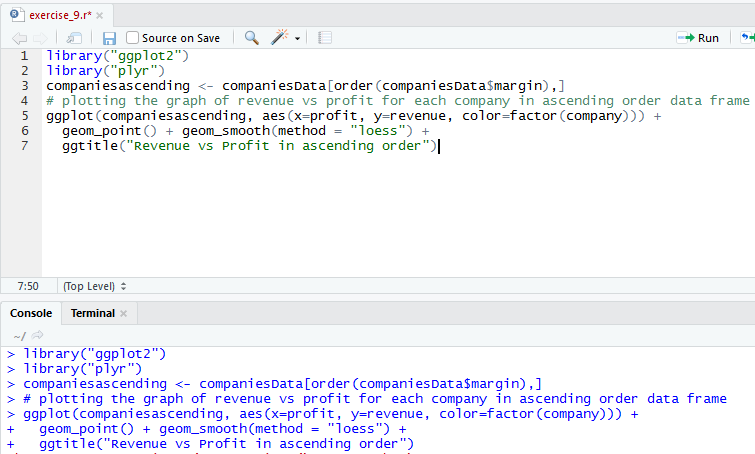 exercise_9.r* ×
Source on Save Run
1 library("ggplot2")
2 library("plyr")
3 companiesascending <- companiesData[order(companiesData$margin),]
4 # plotting the graph of revenue vs profit for each company in ascending order data frame
5 ggplot(companiesascending, aes(x=profit, y=revenue, color=factor(company))) +
6   geom_point() + geom_smooth(method = "loess") +
7   ggtitle("Revenue vs Profit in ascending order")
7:50 (Top Level)
Console Terminal ×
~/
> library("ggplot2")
> library("plyr")
> companiesascending <- companiesData[order(companiesData$margin),]
> # plotting the graph of revenue vs profit for each company in ascending order data frame
> ggplot(companiesascending, aes(x=profit, y=revenue, color=factor(company))) +
+   geom_point() + geom_smooth(method = "loess") +
+   ggtitle("Revenue vs Profit in ascending order")